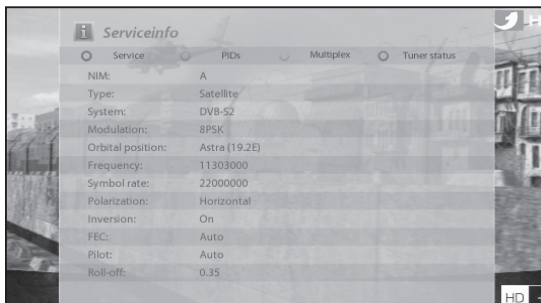 Serviceinfo
Service PIDs Multiplex Tuner status
NIM: A
Type: Satellite
System: DVB-S2
Modulation: 8PSK
Orbital position: Astra (19.2E)
Frequency: 11303000
Symbol rate: 22000000
Polarization: Horizontal
Inversion: On
FEC: Auto
Pilot: Auto
Roll-off: 0.35
HD